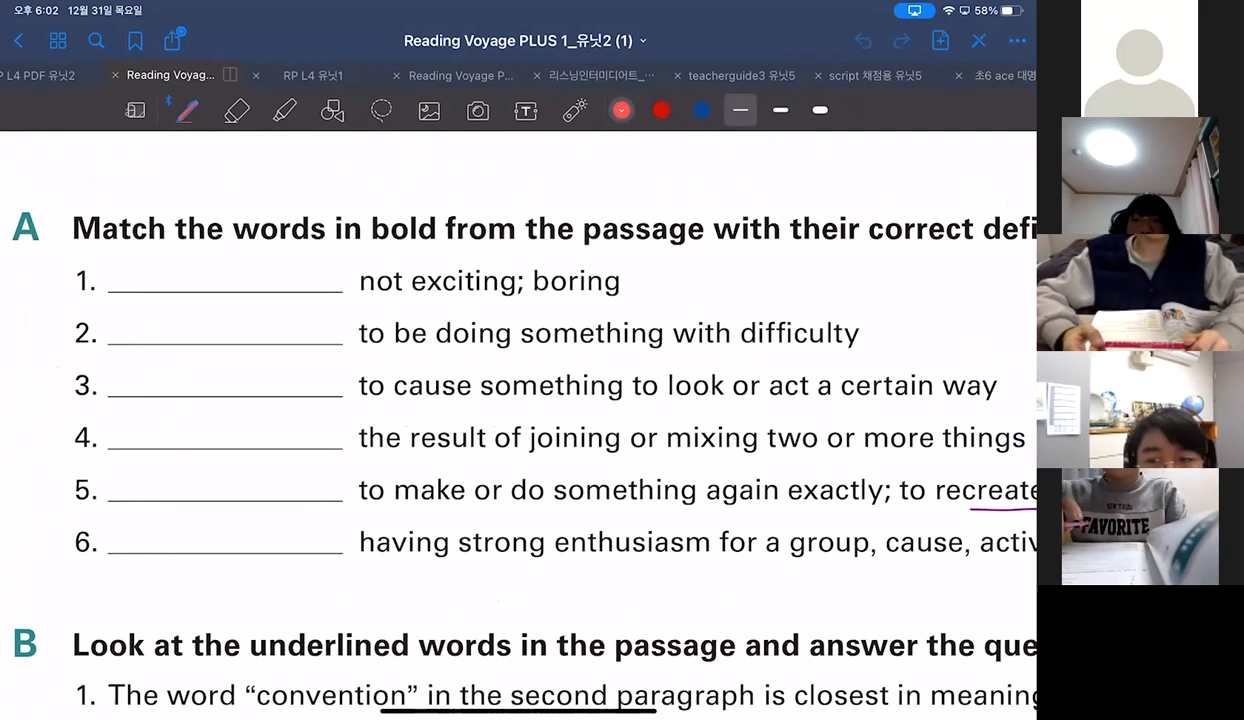 오후 6:02 12월 31일 목요일
58%
Reading Voyage PLUS 1_유닛2 (1)
P L4 PDF 유닛2
Reading Voyag...
RP L4 유닛1
Reading Voyage P...
리스닝인터미디어트_...
teacherguide3 유닛5
script 채점용 유닛5
초6 ace 대명
A Match the words in bold from the passage with their correct defi
1. not exciting; boring
2. to be doing something with difficulty
3. to cause something to look or act a certain way
4. the result of joining or mixing two or more things
5. to make or do something again exactly; to recreate
6. having strong enthusiasm for a group, cause, activ
B Look at the underlined words in the passage and answer the que
1. The word “convention” in the second paragraph is closest in meaning
FAVORITE